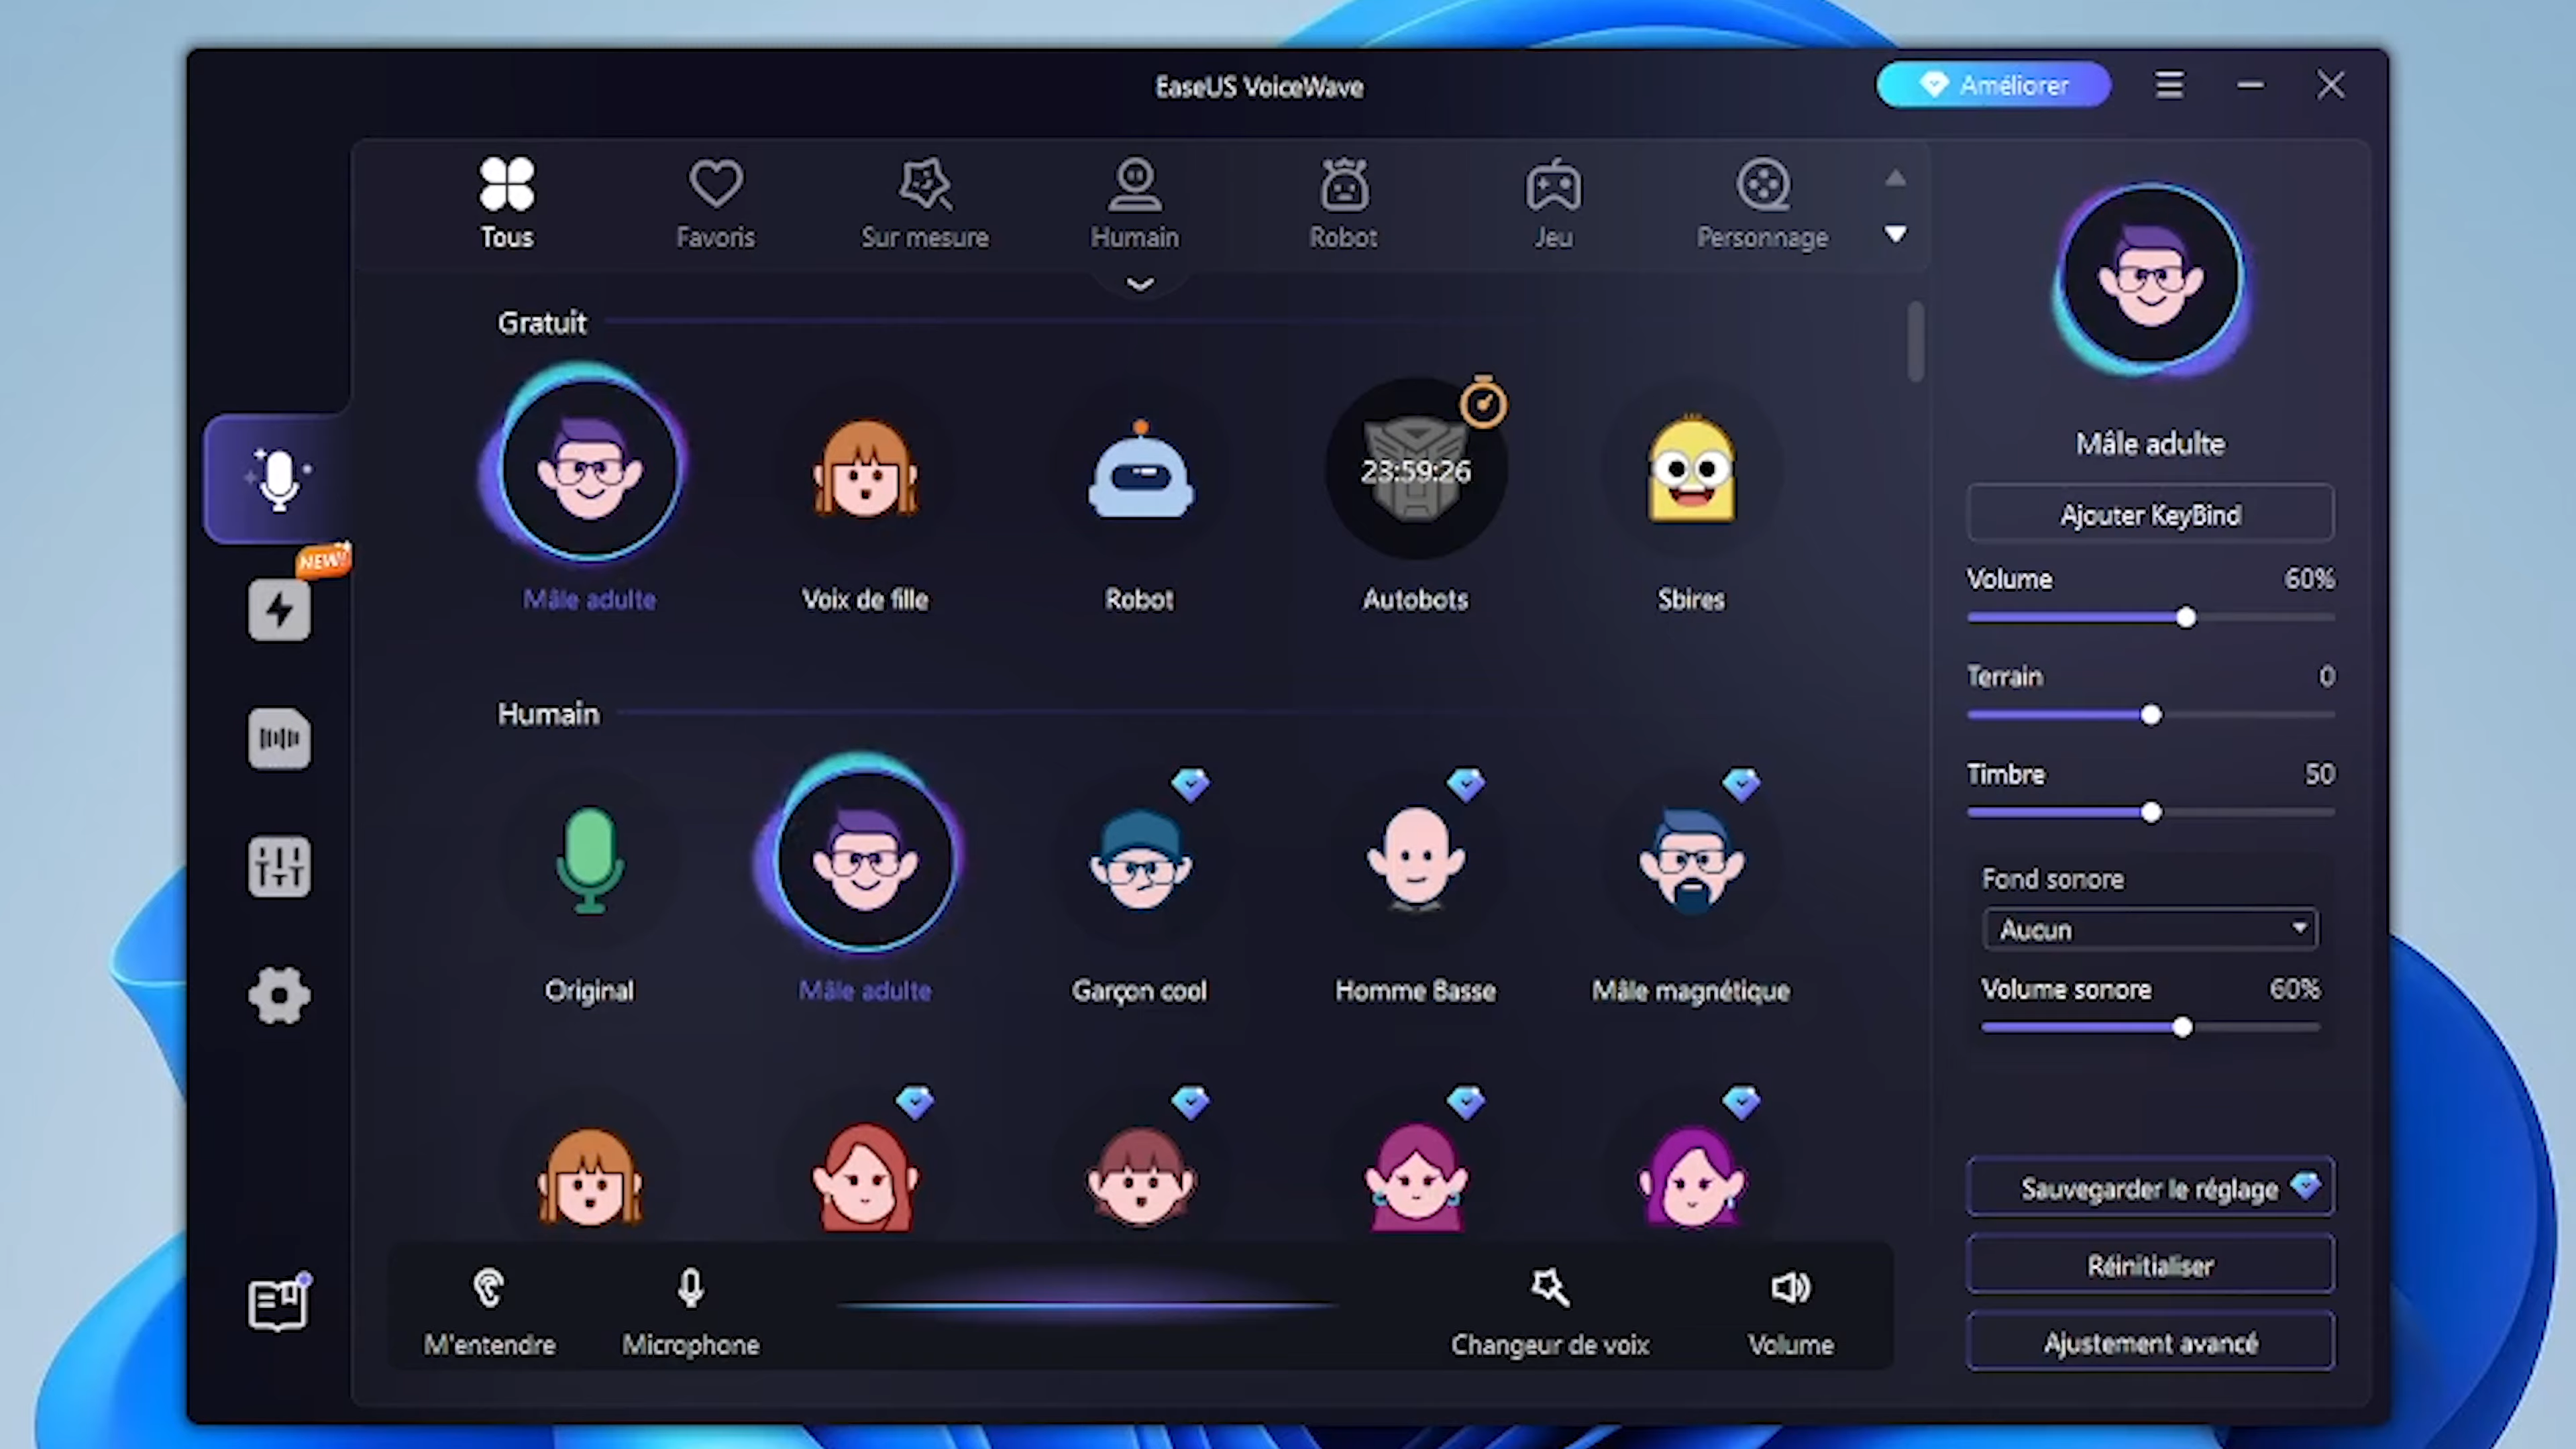 EaseUS VoiceWave
Améliorer
Tous
Favoris
Sur mesure
Humain
Robot
Jeu
Personnage
Gratuit
23:59:26
Mâle adulte
Voix de fille
Robot
Autobots
Sbires
NEW!
Humain
Original
Mâle adulte
Garçon cool
Homme Basse
Mâle magnétique
M'entendre
Microphone
Changeur de voix
Volume
Mâle adulte
Ajouter KeyBind
Volume 60%
Terrain 0
Timbre 50
Fond sonore
Aucun
Volume sonore 60%
Sauvegarder le réglage
Réinitialiser
Ajustement avancé